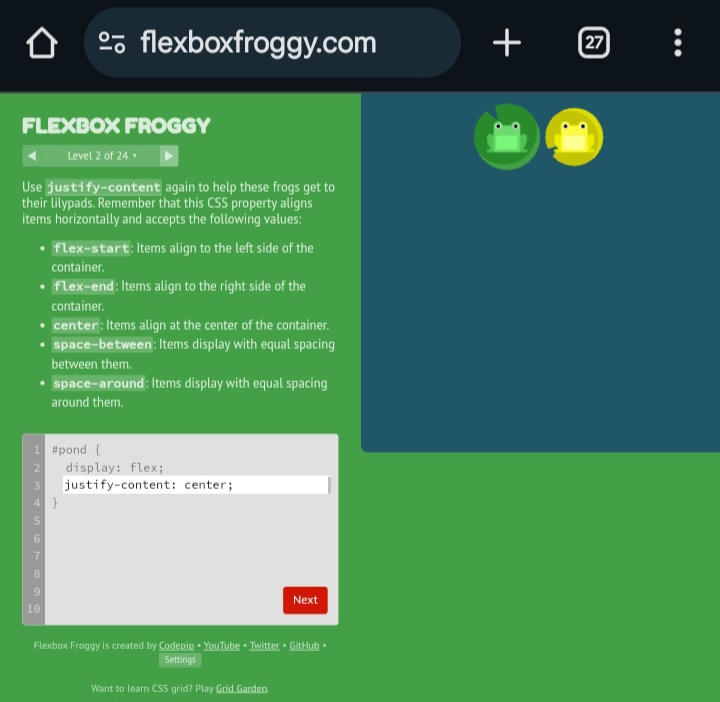 flexboxfroggy.com
27
FLEXBOX FROGGY
Level 2 of 24
Use justify-content again to help these frogs get to
their lilypads. Remember that this CSS property aligns
items horizontally and accepts the following values:
• flex-start: Items align to the left side of the
container.
• flex-end: Items align to the right side of the
container.
• center: Items align at the center of the container.
• space-between: Items display with equal spacing
between them.
• space-around: Items display with equal spacing
around them.
1 #pond {
2 display: flex;
3 justify-content: center;
4 }
5
6
7
8
9
10
Next
Flexbox Froggy is created by Codepip • YouTube • Twitter • GitHub •
Settings
Want to learn CSS grid? Play Grid Garden.